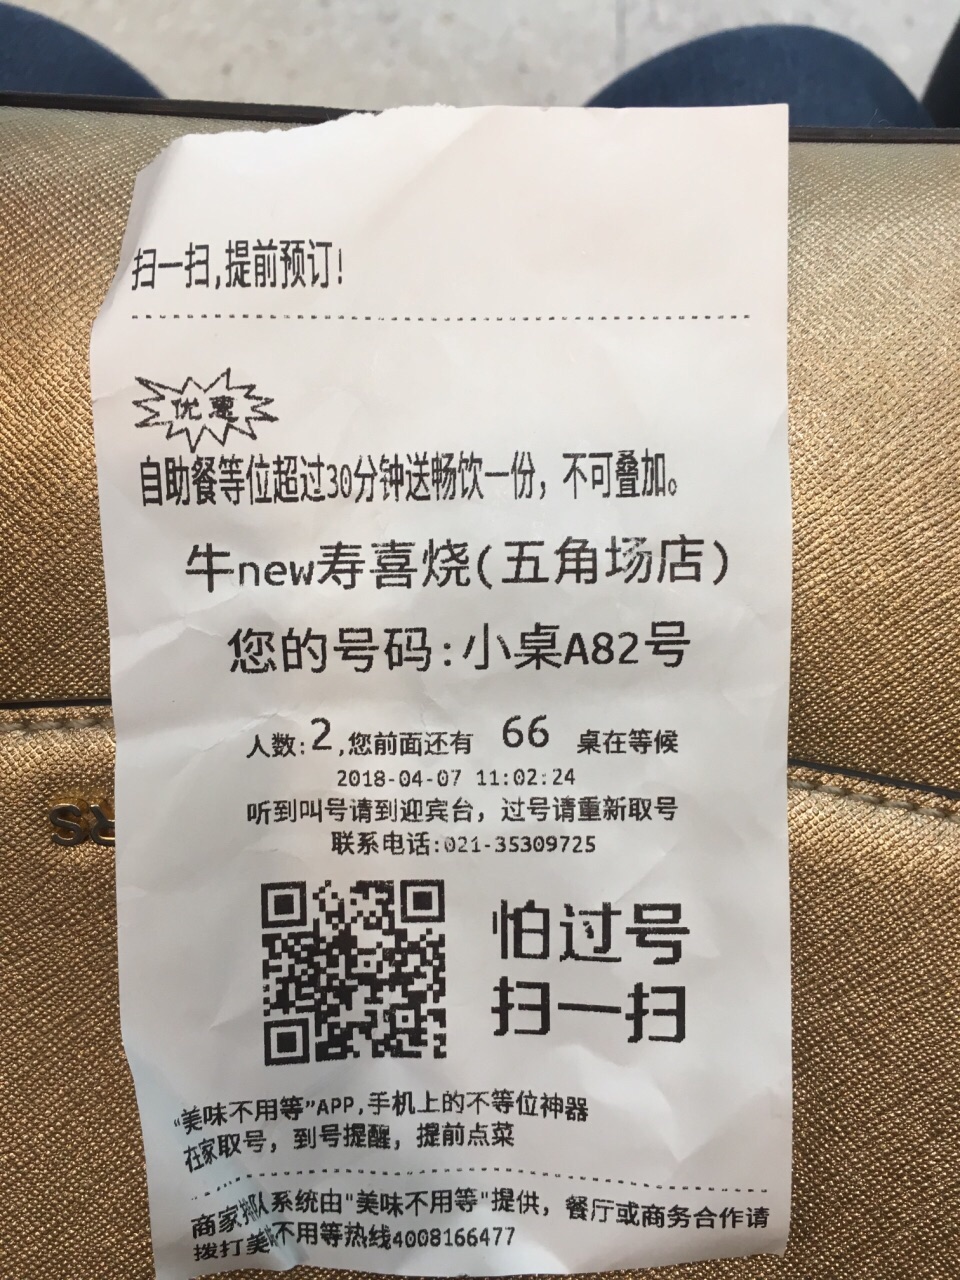 扫一扫,提前预订!
优惠
自助餐等位超过30分钟送畅饮一份，不可叠加。
牛new寿喜烧(五角场店)
您的号码:小桌A82号
人数:2,您前面还有 66 桌在等候
2018-04-07 11:02:24
听到叫号请到迎宾台，过号请重新取号
联系电话:021-35309725
怕过号
扫一扫
"美味不用等"APP,手机上的不等位神器
在家取号，到号提醒，提前点菜
商家排队系统由"美味不用等"提供，餐厅或商务合作请
拨打美味不用等热线4008166477
RS